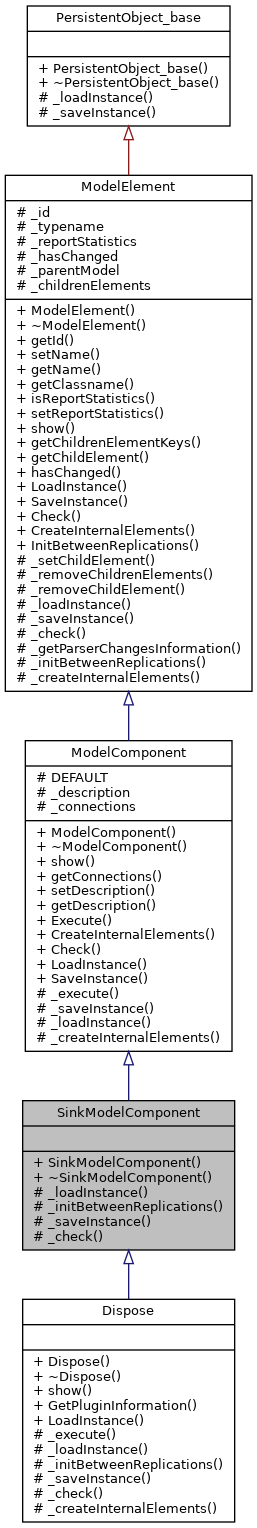 PersistentObject_base
+ PersistentObject_base()
+ ~PersistentObject_base()
# _loadInstance()
# _saveInstance()
ModelElement
# _id
# _typename
# _reportStatistics
# _hasChanged
# _parentModel
# _childrenElements
+ ModelElement()
+ ~ModelElement()
+ getId()
+ setName()
+ getName()
+ getClassname()
+ isReportStatistics()
+ setReportStatistics()
+ show()
+ getChildrenElementKeys()
+ getChildElement()
+ hasChanged()
+ LoadInstance()
+ SaveInstance()
+ Check()
+ CreateInternalElements()
+ InitBetweenReplications()
# _setChildElement()
# _removeChildrenElements()
# _removeChildElement()
# _loadInstance()
# _saveInstance()
# _check()
# _getParserChangesInformation()
# _initBetweenReplications()
# _createInternalElements()
ModelComponent
# DEFAULT
# _description
# _connections
+ ModelComponent()
+ ~ModelComponent()
+ show()
+ getConnections()
+ setDescription()
+ getDescription()
+ Execute()
+ CreateInternalElements()
+ Check()
+ LoadInstance()
+ SaveInstance()
# _execute()
# _saveInstance()
# _loadInstance()
# _createInternalElements()
SinkModelComponent
+ SinkModelComponent()
+ ~SinkModelComponent()
# _loadInstance()
# _initBetweenReplications()
# _saveInstance()
# _check()
Dispose
+ Dispose()
+ ~Dispose()
+ show()
+ GetPluginInformation()
+ LoadInstance()
# _execute()
# _loadInstance()
# _initBetweenReplications()
# _saveInstance()
# _check()
# _createInternalElements()